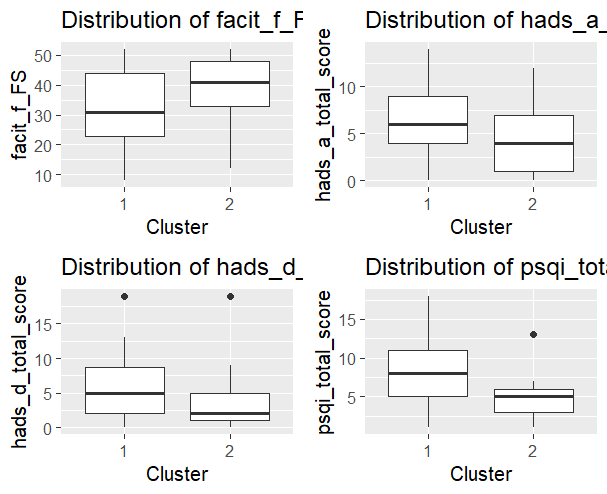 Distribution of facit_f_F
facit_f_FS
50
40
30
20
10
1 2
Cluster
Distribution of hads_a_
hads_a_total_score
10
5
0
1 2
Cluster
Distribution of hads_d_
hads_d_total_score
15
10
5
0
1 2
Cluster
Distribution of psqi_tota
psqi_total_score
15
10
5
1 2
Cluster